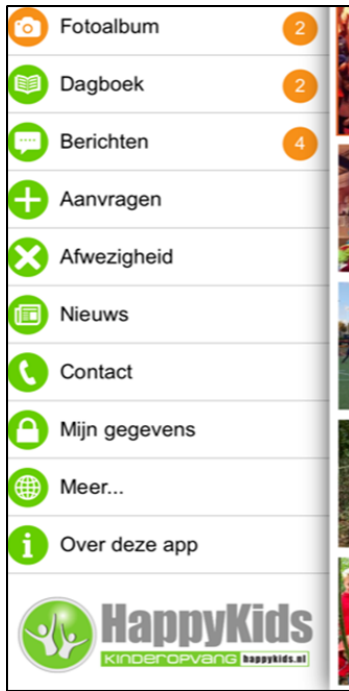 Fotoalbum 2
Dagboek 2
Berichten 4
Aanvragen
Afwezigheid
Nieuws
Contact
Mijn gegevens
Meer...
Over deze app
HappyKids
KINDEROPVANG happykids.nl